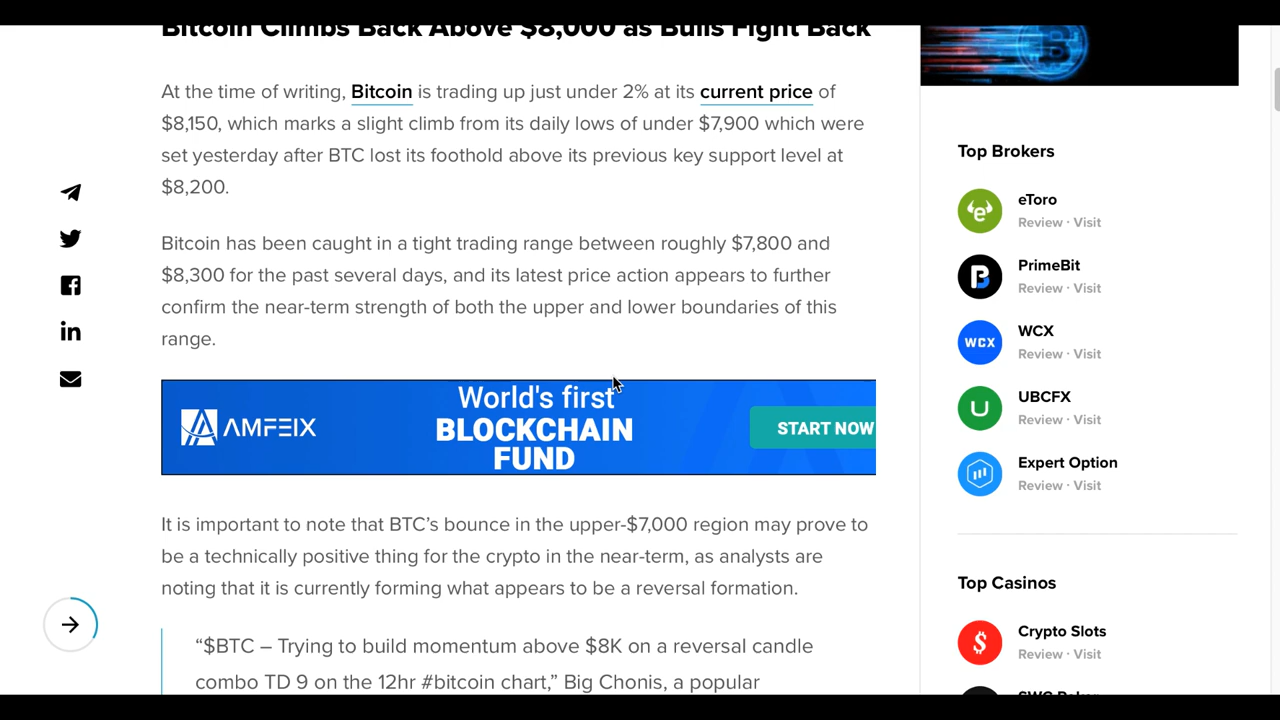 Bitcoin Climbs Back Above $8,000 as Bulls Fight Back
At the time of writing, Bitcoin is trading up just under 2% at its current price of
$8,150, which marks a slight climb from its daily lows of under $7,900 which were
set yesterday after BTC lost its foothold above its previous key support level at
$8,200.
Bitcoin has been caught in a tight trading range between roughly $7,800 and
$8,300 for the past several days, and its latest price action appears to further
confirm the near-term strength of both the upper and lower boundaries of this
range.
AMFEIX
World's first
BLOCKCHAIN
FUND
START NOW
It is important to note that BTC’s bounce in the upper-$7,000 region may prove to
be a technically positive thing for the crypto in the near-term, as analysts are
noting that it is currently forming what appears to be a reversal formation.
“$BTC – Trying to build momentum above $8K on a reversal candle
combo TD 9 on the 12hr #bitcoin chart,” Big Chonis, a popular
Top Brokers
eToro
Review · Visit
PrimeBit
Review · Visit
WCX
WCX
Review · Visit
UBCFX
Review · Visit
Expert Option
Review · Visit
Top Casinos
Crypto Slots
Review · Visit